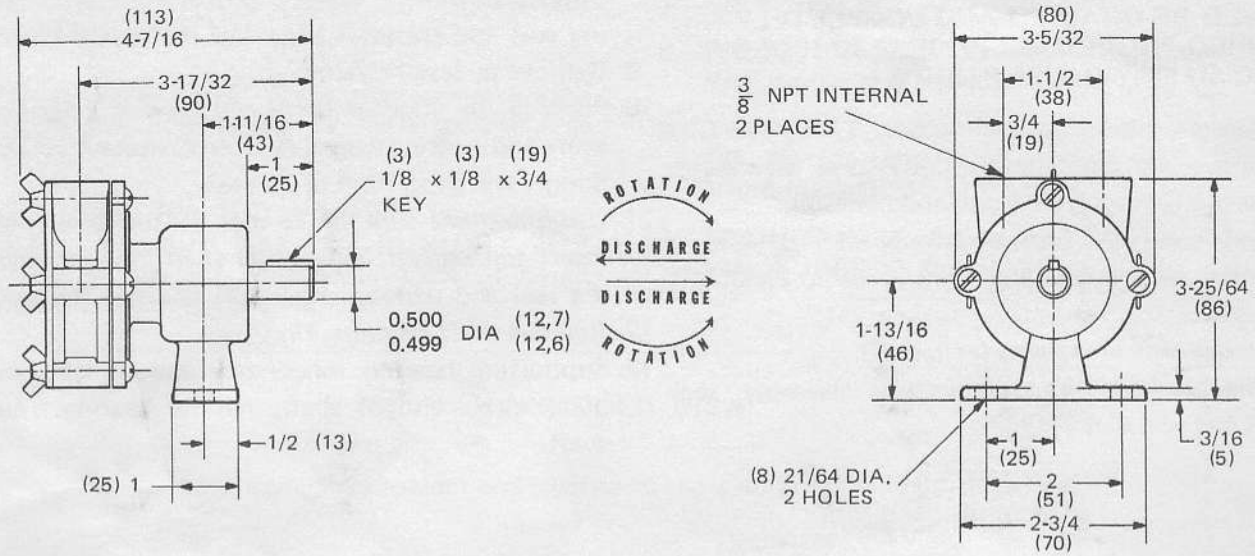 (113)
4-7/16
3-17/32
(90)
1-11/16
(43)
1
(25)
(3) (3) (19)
1/8 x 1/8 x 3/4
KEY
0.500 DIA (12,7)
0.499 (12,6)
1/2 (13)
(25) 1
ROTATION
DISCHARGE
DISCHARGE
ROTATION
(80)
3-5/32
1-1/2
(38)
3/4
(19)
3/8 NPT INTERNAL
2 PLACES
3-25/64
(86)
1-13/16
(46)
3/16
(5)
1
(25)
(8) 21/64 DIA.
2 HOLES
2
(51)
2-3/4
(70)